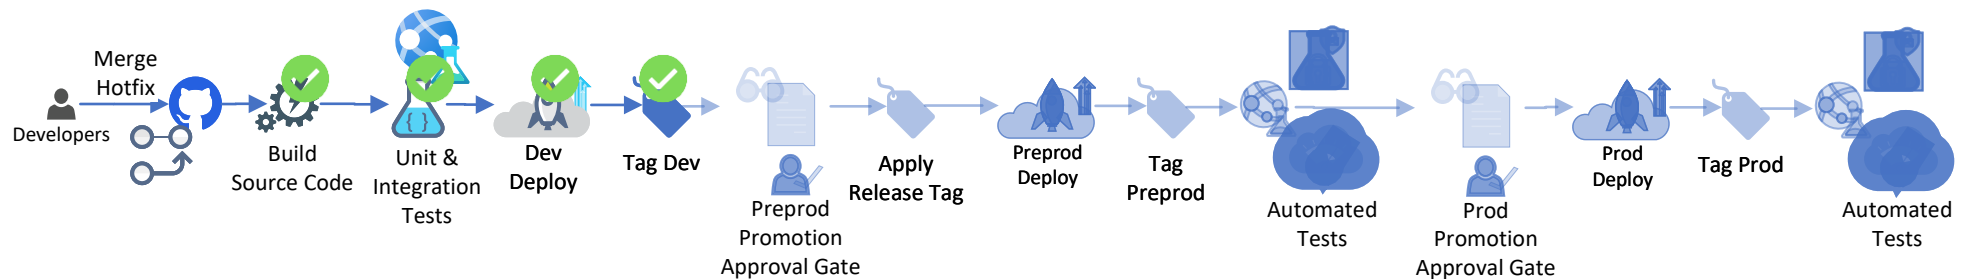 Merge
Hotfix
Developers
Build
Source Code
{ }
Unit &
Integration
Tests
Dev
Deploy
Tag Dev
Preprod
Promotion
Approval Gate
Apply
Release Tag
Preprod
Deploy
Tag
Preprod
Automated
Tests
Prod
Promotion
Approval Gate
Prod
Deploy
Tag Prod
Automated
Tests